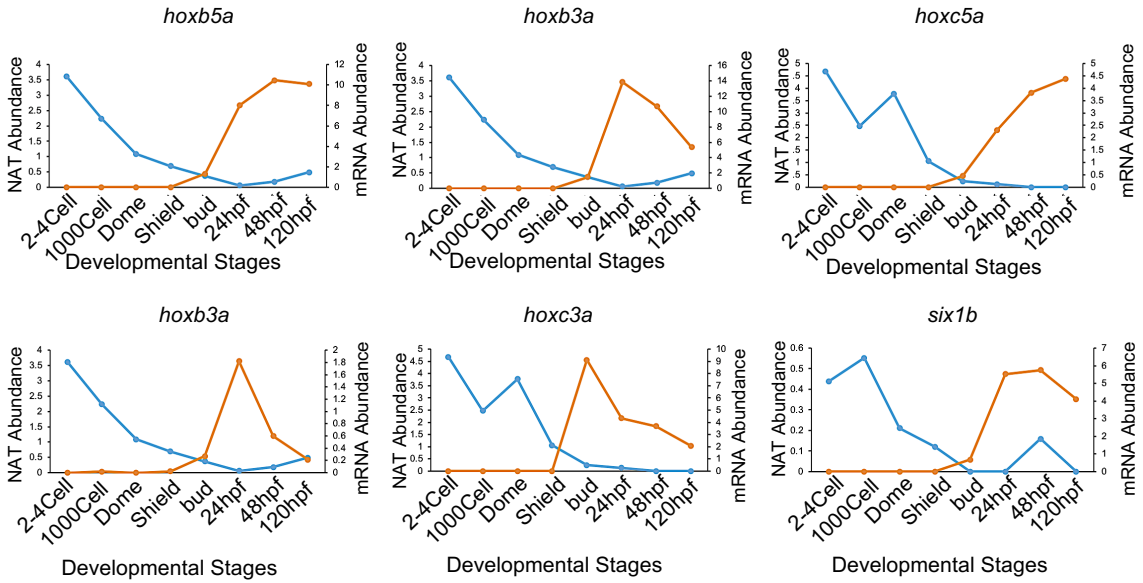 hoxb5a
hoxb3a
hoxc5a
NAT Abundance
4
3.5
3
2.5
2
1.5
1
0.5
0
12
10
8
6
4
2
0
mRNA Abundance
2-4Cell
1000Cell
Dome
Shield
bud
24hpf
48hpf
120hpf
Developmental Stages
NAT Abundance
4
3.5
3
2.5
2
1.5
1
0.5
0
16
14
12
10
8
6
4
2
0
mRNA Abundance
2-4Cell
1000Cell
Dome
Shield
bud
24hpf
48hpf
120hpf
Developmental Stages
NAT Abundance
.5
5
.5
.5
.5
5
4.5
4
3.5
3
2.5
2
1.5
1
0.5
0
mRNA Abundance
2-4Cell
1000Cell
Dome
Shield
bud
24hpf
48hpf
120hpf
Developmental Stages
hoxb3a
hoxc3a
six1b
NAT Abundance
4
3.5
3
2.5
2
1.5
1
0.5
0
2
1.8
1.6
1.4
1.2
1
0.8
0.6
0.4
0.2
0
mRNA Abundance
2-4Cell
1000Cell
Dome
Shield
bud
24hpf
48hpf
120hpf
Developmental Stages
NAT Abundance
5
4.5
4
3.5
3
2.5
2
1.5
1
0.5
0
10
9
8
7
6
5
4
3
2
1
0
mRNA Abundance
2-4Cell
1000Cell
Dome
Shield
bud
24hpf
48hpf
120hpf
Developmental Stages
NAT Abundance
0.6
0.5
0.4
0.3
0.2
0.1
0
7
6
5
4
3
2
1
0
mRNA Abundance
2-4Cell
1000Cell
Dome
Shield
bud
24hpf
48hpf
120hpf
Developmental Stages